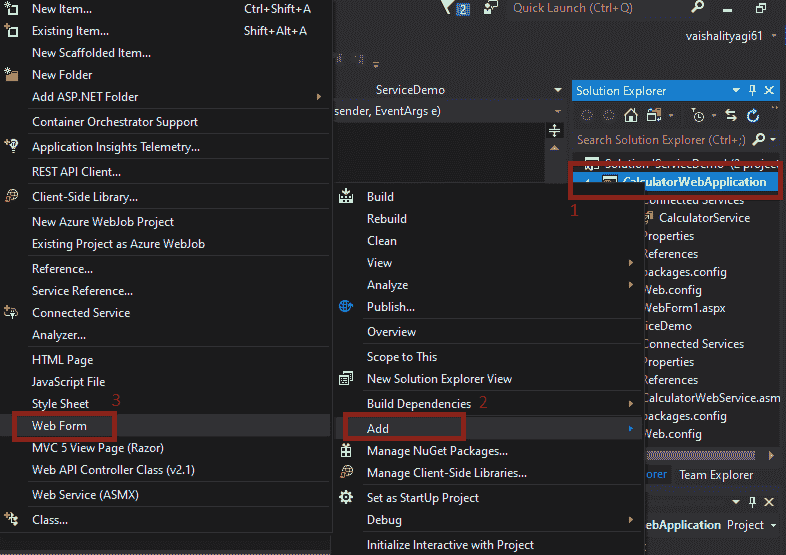 New Item... Ctrl+Shift+A
Existing Item... Shift+Alt+A
New Scaffolded Item...
New Folder
Add ASP.NET Folder
Container Orchestrator Support
Application Insights Telemetry...
REST API Client...
Client-Side Library...
New Azure WebJob Project
Existing Project as Azure WebJob
Reference...
Service Reference...
Connected Service
Analyzer...
HTML Page
JavaScript File
Style Sheet 3
Web Form
MVC 5 View Page (Razor)
Web API Controller Class (v2.1)
Web Service (ASMX)
Class...
2 Quick Launch (Ctrl+Q)
vaishalityagi61
ServiceDemo
sender, EventArgs e)
Build
Rebuild
Clean
View
Analyze
Publish...
Overview
Scope to This
New Solution Explorer View
Build Dependencies 2
Add
Manage NuGet Packages...
Manage Client-Side Libraries...
Set as StartUp Project
Debug
Initialize Interactive with Project
Solution Explorer
Search Solution Explorer (Ctrl+;)
Solution 'ServiceDemo' (2 project
CalculatorWebApplication
1
Connected Services
CalculatorService
Properties
References
packages.config
Web.config
WebForm1.aspx
iceDemo
Connected Services
Properties
References
CalculatorWebService.asm
packages.config
Web.config
orer Team Explorer
ebApplication Project